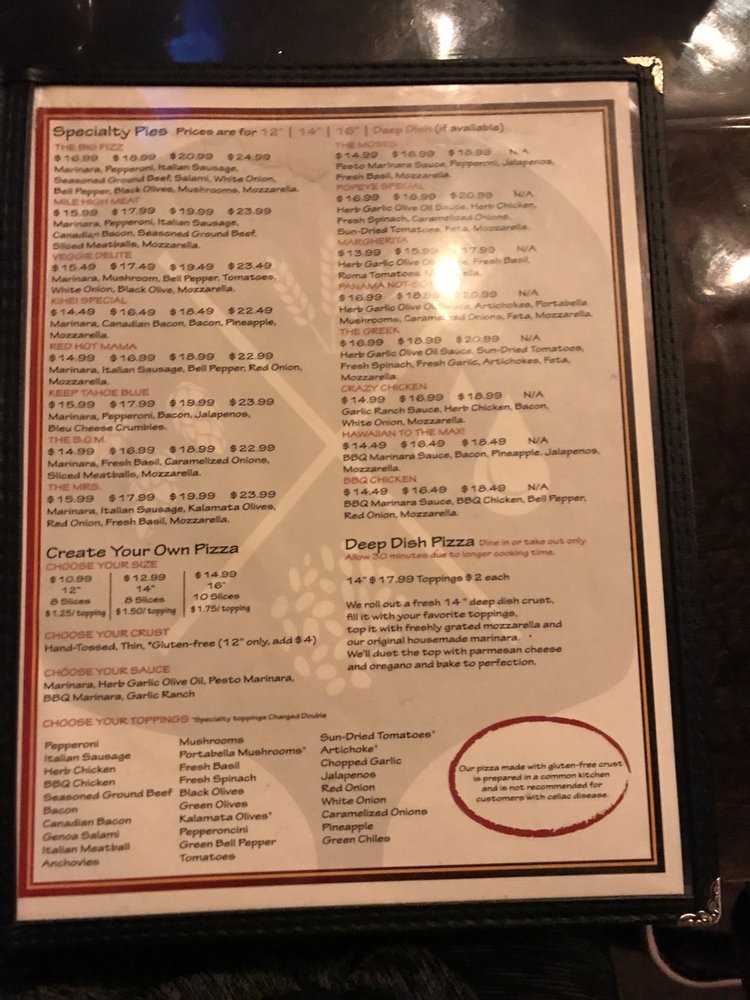 Specialty Pies Prices are for 12" | 14" | 16" | Deep Dish (if available)
THE BIG PIZZ
$16.99 $18.99 $20.99 $24.99
Marinara, Pepperoni, Italian Sausage,
Seasoned Ground Beef, Salami, White Onion,
Bell Pepper, Black Olives, Mushrooms, Mozzarella.
MILE HIGH MEAT
$15.99 $17.99 $19.99 $23.99
Marinara, Pepperoni, Italian Sausage,
Canadian Bacon, Seasoned Ground Beef,
Sliced Meatballs, Mozzarella.
VEGGIE DELITE
$15.49 $17.49 $19.49 $23.49
Marinara, Mushroom, Bell Pepper, Tomatoes,
White Onion, Black Olive, Mozzarella.
KIHEI SPECIAL
$14.49 $16.49 $18.49 $22.49
Marinara, Canadian Bacon, Bacon, Pineapple,
Mozzarella.
RED HOT MAMA
$14.99 $16.99 $18.99 $22.99
Marinara, Italian Sausage, Bell Pepper, Red Onion,
Mozzarella.
KEEP TAHOE BLUE
$15.99 $17.99 $19.99 $23.99
Marinara, Pepperoni, Bacon, Jalapenos,
Bleu Cheese Crumbles.
THE B.O.M.
$14.99 $16.99 $18.99 $22.99
Marinara, Fresh Basil, Caramelized Onions,
Sliced Meatballs, Mozzarella.
THE MRS.
$15.99 $17.99 $19.99 $23.99
Marinara, Italian Sausage, Kalamata Olives,
Red Onion, Fresh Basil, Mozzarella.
THE MOSES
$14.99 $16.99 $18.99 N/A
Pesto Marinara Sauce, Pepperoni, Jalapenos,
Fresh Basil, Mozzarella.
POPEYE SPECIAL
$16.99 $18.99 $20.99 N/A
Herb Garlic Olive Oil Sauce, Herb Chicken,
Fresh Spinach, Caramelized Onions,
Sun-Dried Tomatoes, Feta, Mozzarella.
MARGHERITA
$13.99 $15.99 17.99 N/A
Herb Garlic Olive Fresh Basil,
Roma Tomatoes,
PANAMA
$16.99 $20.99 N/A
Herb Garlic Olive Artichokes, Portabella
Mushrooms, Onions, Feta, Mozzarella.
THE GREEK
$16.99 $18.99 $20.99 N/A
Herb Garlic Olive Oil Sauce, Sun-Dried Tomatoes,
Fresh Spinach, Fresh Garlic, Artichokes, Feta,
Mozzarella.
CRAZY CHICKEN
$14.99 $16.99 $18.99 N/A
Garlic Ranch Sauce, Herb Chicken, Bacon,
White Onion, Mozzarella.
HAWAIIAN TO THE MAX!
$14.49 $16.49 $18.49 N/A
BBQ Marinara Sauce, Bacon, Pineapple, Jalapenos,
Mozzarella.
BBQ CHICKEN
$14.49 $16.49 $18.49 N/A
BBQ Marinara Sauce, BBQ Chicken, Bell Pepper,
Red Onion, Mozzarella.
Create Your Own Pizza
CHOOSE YOUR SIZE
$10.99 $12.99 $14.99
12" 14" 16"
8 Slices 8 Slices 10 Slices
$1.25/ topping $1.50/ topping $1.75/ topping
CHOOSE YOUR CRUST
Hand-Tossed, Thin, *Gluten-free (12" only, add $4)
CHOOSE YOUR SAUCE
Marinara, Herb Garlic Olive Oil, Pesto Marinara,
BBQ Marinara, Garlic Ranch
Deep Dish Pizza Dine in or take out only.
Allow 30 minutes due to longer cooking time.
14" $17.99 Toppings $2 each
We roll out a fresh 14" deep dish crust,
fill it with your favorite toppings,
top it with freshly grated mozzarella and
our original housemade marinara.
We'll dust the top with parmesan cheese
and oregano and bake to perfection.
CHOOSE YOUR TOPPINGS *Specialty toppings Charged Double
Pepperoni
Italian Sausage
Herb Chicken
BBQ Chicken
Seasoned Ground Beef
Bacon
Canadian Bacon
Genoa Salami
Italian Meatball
Anchovies
Mushrooms
Portabella Mushrooms*
Fresh Basil
Fresh Spinach
Black Olives
Green Olives
Kalamata Olives*
Pepperoncini
Green Bell Pepper
Tomatoes
Sun-Dried Tomatoes*
Artichoke*
Chopped Garlic
Jalapenos
Red Onion
White Onion
Caramelized Onions
Pineapple
Green Chiles
Our pizza made with gluten-free crust
is prepared in a common kitchen
and is not recommended for
customers with celiac disease.